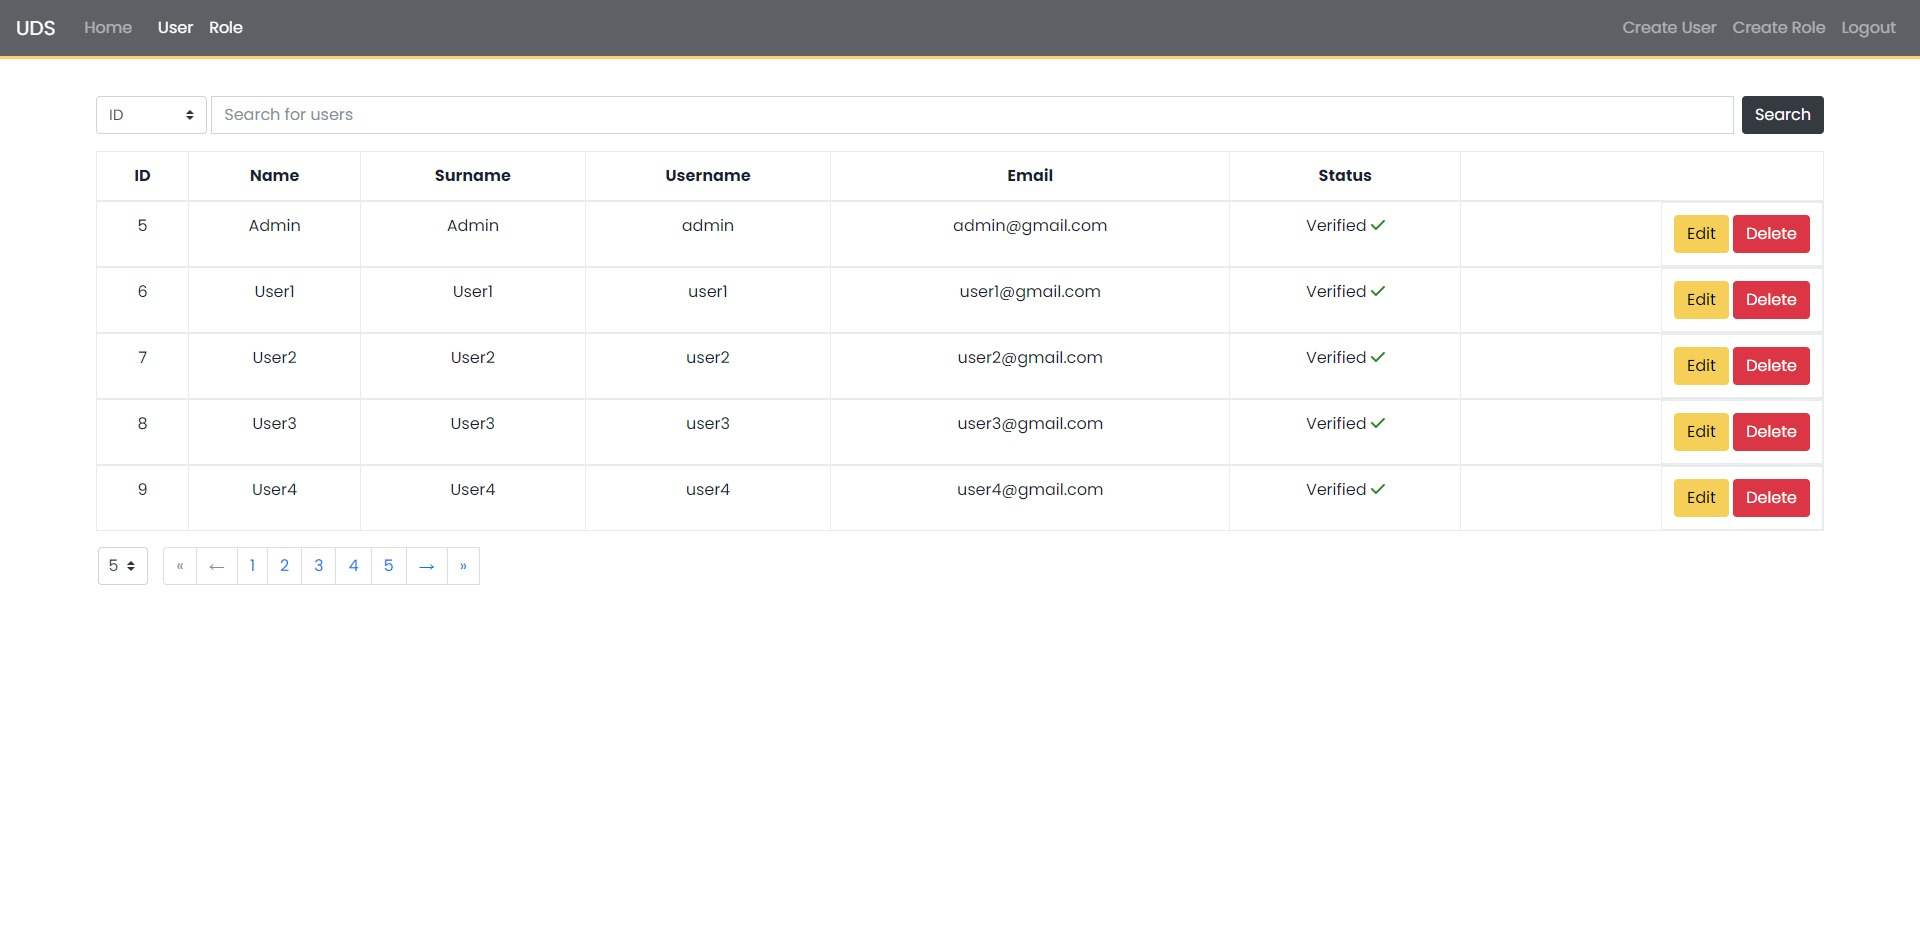 UDS Home User Role Create User Create Role Logout
ID Search for users Search
ID Name Surname Username Email Status
5 Admin Admin admin admin@gmail.com Verified ✓ Edit Delete
6 User1 User1 user1 user1@gmail.com Verified ✓ Edit Delete
7 User2 User2 user2 user2@gmail.com Verified ✓ Edit Delete
8 User3 User3 user3 user3@gmail.com Verified ✓ Edit Delete
9 User4 User4 user4 user4@gmail.com Verified ✓ Edit Delete
5 « ← 1 2 3 4 5 → »